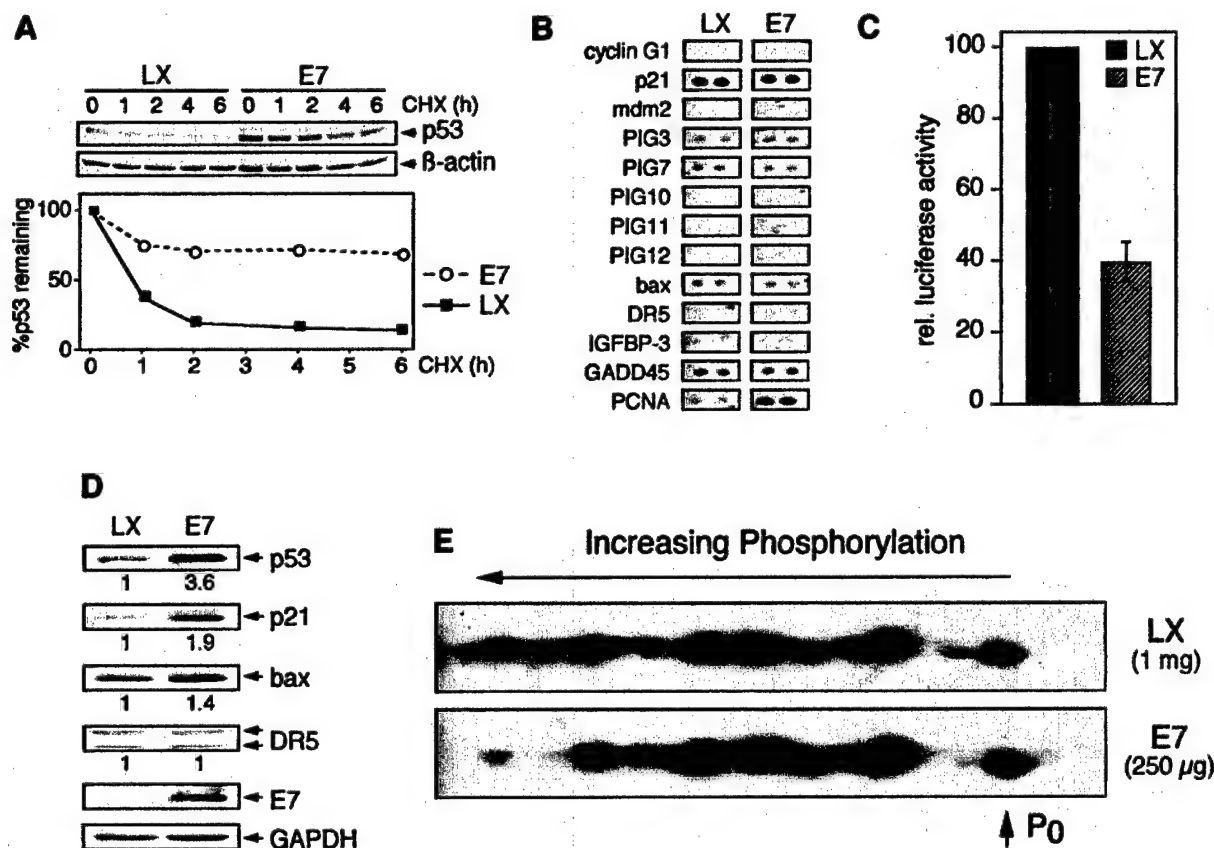 A
LX E7
0 1 2 4 6 0 1 2 4 6 CHX (h)
p53
ß-actin
%p53 remaining
100
50
0
0 1 2 3 4 5 6
CHX (h)
E7
LX
B
LX E7
cyclin G1
p21
mdm2
PIG3
PIG7
PIG10
PIG11
PIG12
bax
DR5
IGFBP-3
GADD45
PCNA
C
rel. luciferase activity
100
80
60
40
20
0
LX
E7
D
LX E7
p53
1 3.6
p21
1 1.9
bax
1 1.4
DR5
1 1
E7
GAPDH
E
Increasing Phosphorylation
LX
(1 mg)
E7
(250 µg)
P0